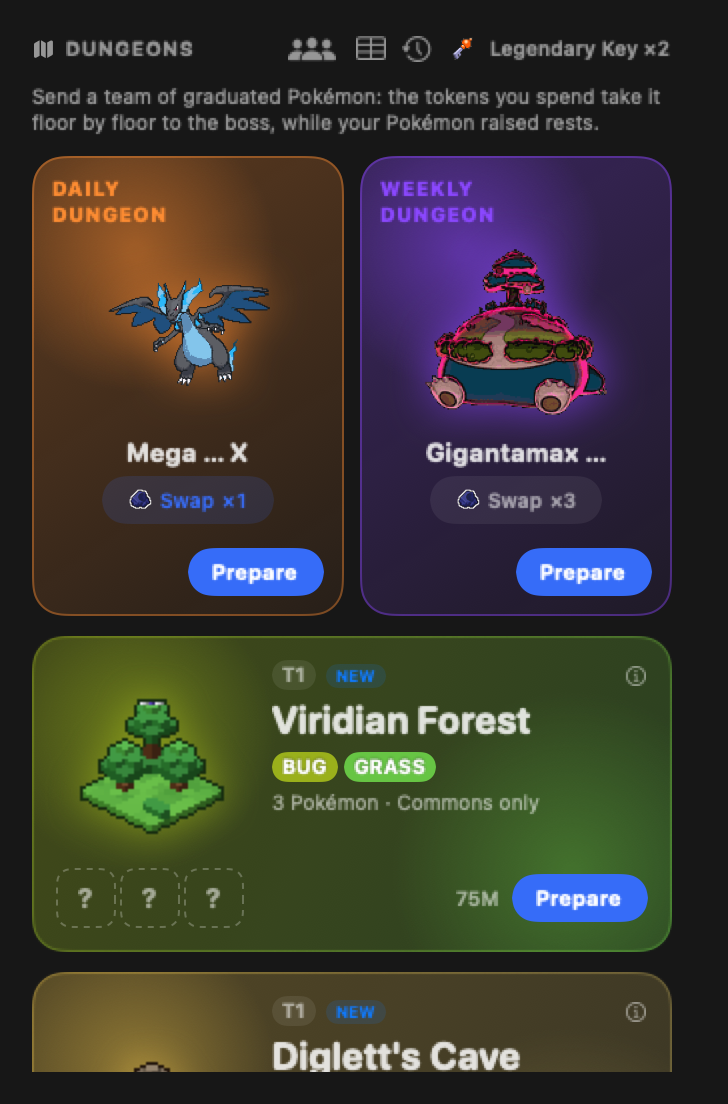 DUNGEONS
Legendary Key ×2
Send a team of graduated Pokémon: the tokens you spend take it
floor by floor to the boss, while your Pokémon raised rests.
DAILY
DUNGEON
Mega ... X
Swap ×1
Prepare
WEEKLY
DUNGEON
Gigantamax ...
Swap ×3
Prepare
T1 NEW
Viridian Forest
BUG GRASS
3 Pokémon · Commons only
? ? ?
75M Prepare
T1 NEW
Diglett's Cave